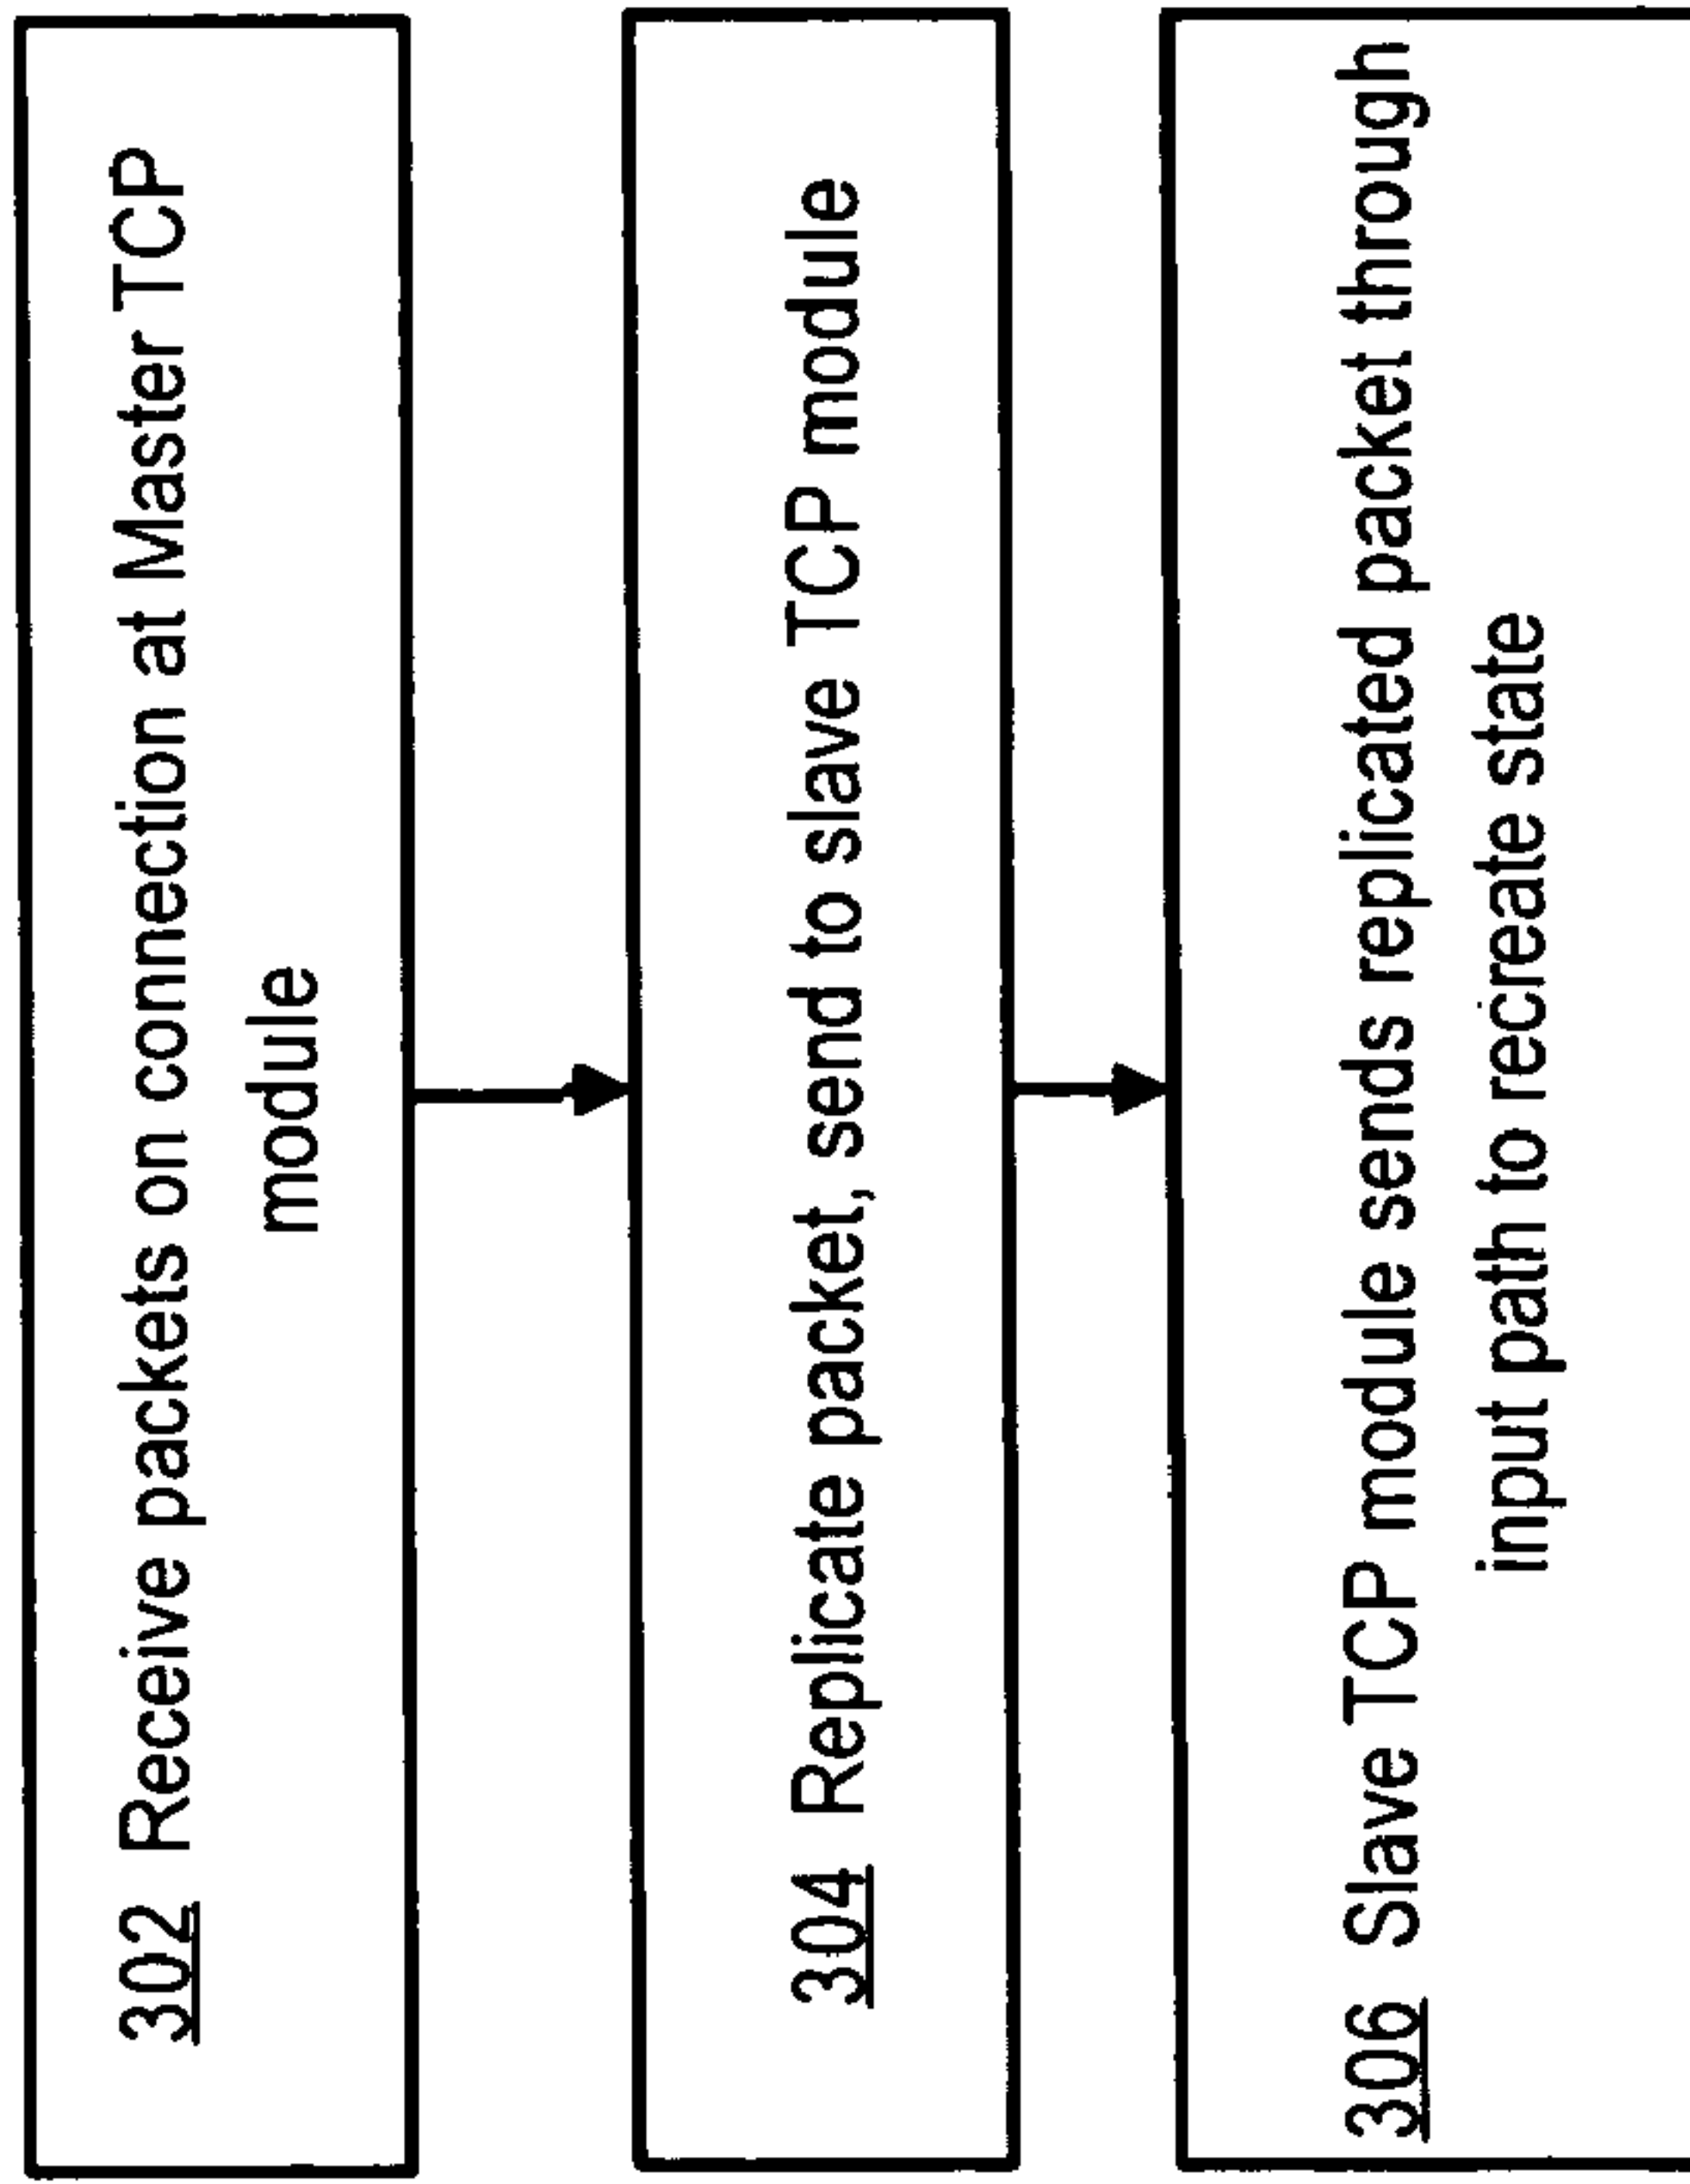 302 Receive packets on connection at Master TCP
module
304 Replicate packet, send to slave TCP module
306 Slave TCP module sends replicated packet through
input path to recreate state